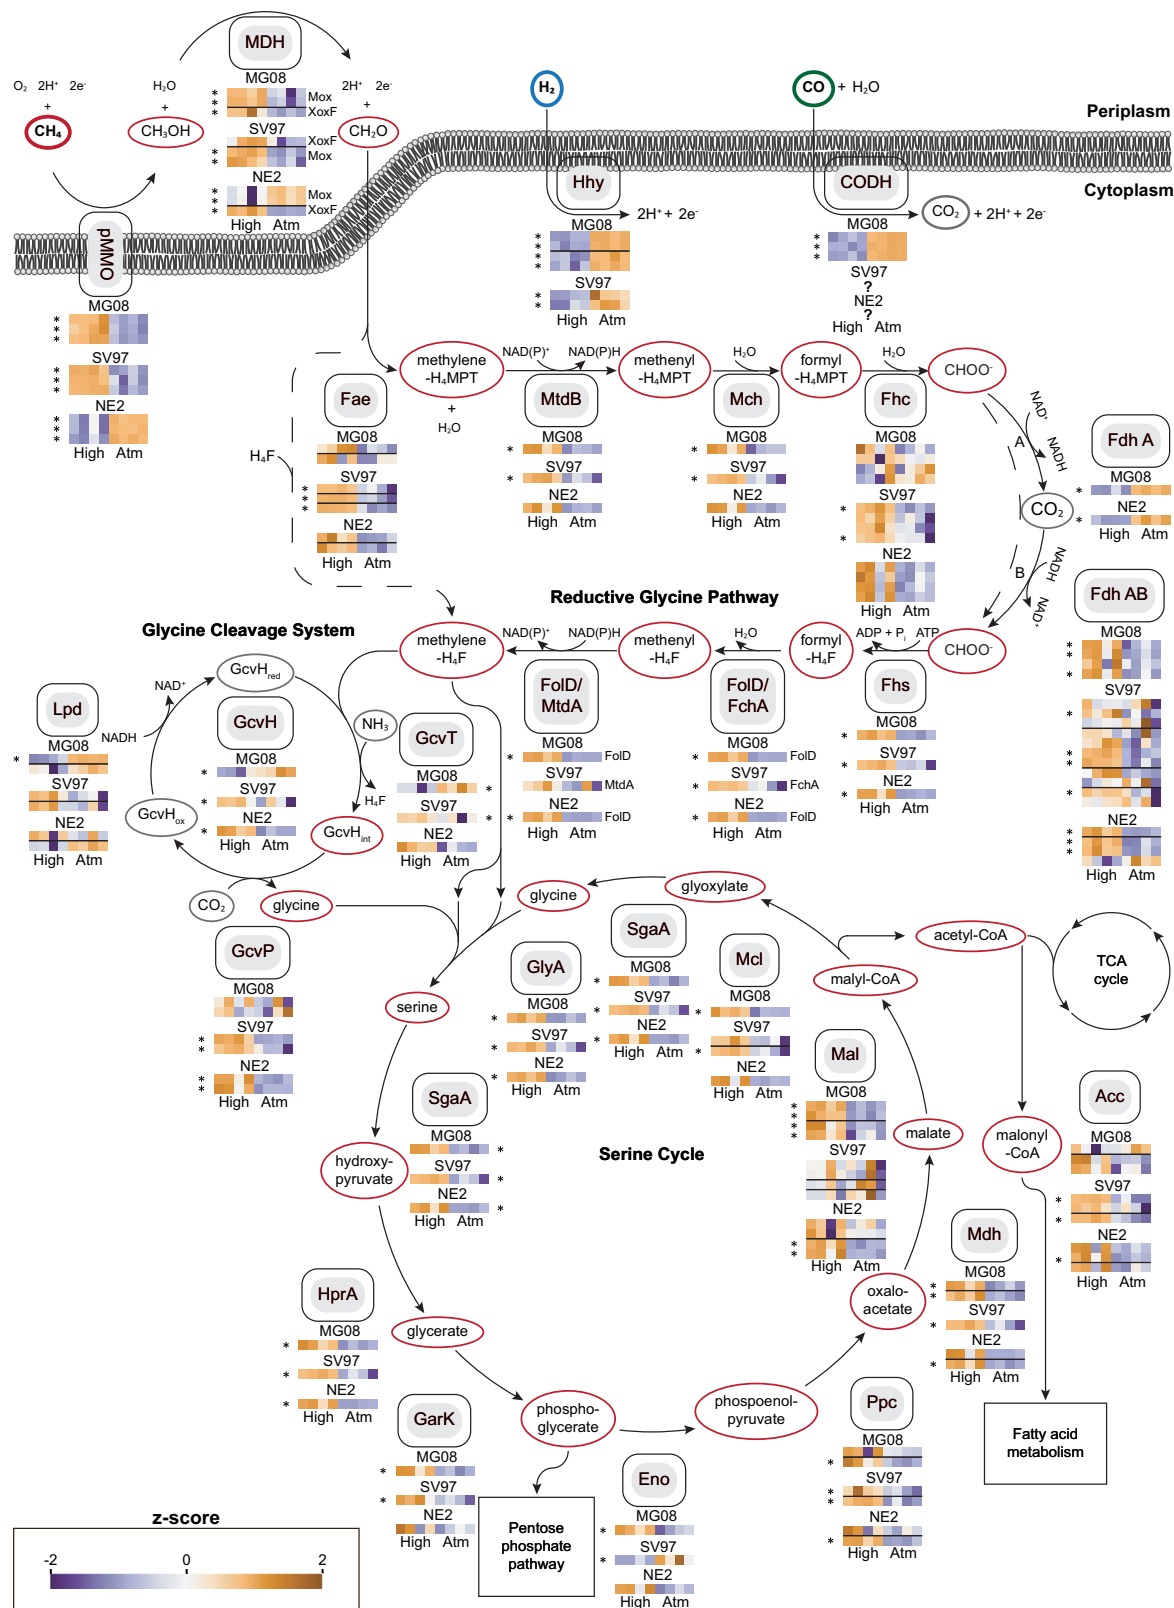 MDH
MG08
Mox
XoxF
SV97
XoxF
Mox
NE2
Mox
XoxF
High Atm
O₂ 2H⁺ 2e⁻
+
CH₄
H₂O
+
CH₃OH
2H⁺ 2e⁻
+
CH₂O
H₂
CO + H₂O
Periplasm
Cytoplasm
Hhy
2H⁺ + 2e⁻
MG08
SV97
High Atm
CODH
CO₂ + 2H⁺ + 2e⁻
MG08
SV97
?
NE2
?
High Atm
pMMO
MG08
SV97
NE2
High Atm
H₄F
Fae
MG08
SV97
NE2
High Atm
methylene
-H₄MPT
+
H₂O
NAD(P)⁺ NAD(P)H
MtdB
MG08
SV97
NE2
High Atm
methenyl
-H₄MPT
H₂O
Mch
MG08
SV97
NE2
High Atm
formyl
-H₄MPT
H₂O
Fhc
MG08
SV97
NE2
High Atm
CHOO⁻
NAD⁺
A
NADH
CO₂
B
NADH
NAD⁺
CHOO⁻
Fdh A
MG08
NE2
High Atm
Fdh AB
MG08
SV97
NE2
High Atm
Reductive Glycine Pathway
Glycine Cleavage System
methylene
-H₄F
NAD(P)⁺ NAD(P)H
FolD/
MtdA
MG08
FolD
SV97
MtdA
NE2
FolD
High Atm
methenyl
-H₄F
H₂O
FolD/
FchA
MG08
FolD
SV97
FchA
NE2
FolD
High Atm
formyl
-H₄F
ADP + Pᵢ ATP
Fhs
MG08
SV97
NE2
High Atm
Lpd
MG08
SV97
NE2
High Atm
NAD⁺
NADH
GcvH red
GcvH ox
GcvH
MG08
SV97
NE2
High Atm
NH₃
H₄F
GcvH int
GcvT
MG08
SV97
NE2
High Atm
CO₂
glycine
GcvP
MG08
SV97
NE2
High Atm
glycine
glyoxylate
serine
GlyA
MG08
SV97
NE2
High Atm
SgaA
MG08
SV97
NE2
High Atm
Mcl
MG08
SV97
NE2
High Atm
malyl-CoA
acetyl-CoA
TCA
cycle
Mal
MG08
SV97
NE2
High Atm
malate
malonyl
-CoA
Acc
MG08
SV97
NE2
High Atm
SgaA
MG08
SV97
NE2
High Atm
hydroxy-
pyruvate
Serine Cycle
Mdh
MG08
SV97
NE2
High Atm
oxalo-
acetate
HprA
MG08
SV97
NE2
High Atm
glycerate
GarK
MG08
SV97
NE2
High Atm
phospho-
glycerate
phospoenol-
pyruvate
Ppc
MG08
SV97
NE2
High Atm
Fatty acid
metabolism
Pentose
phosphate
pathway
Eno
MG08
SV97
NE2
High Atm
z-score
-2 0 2